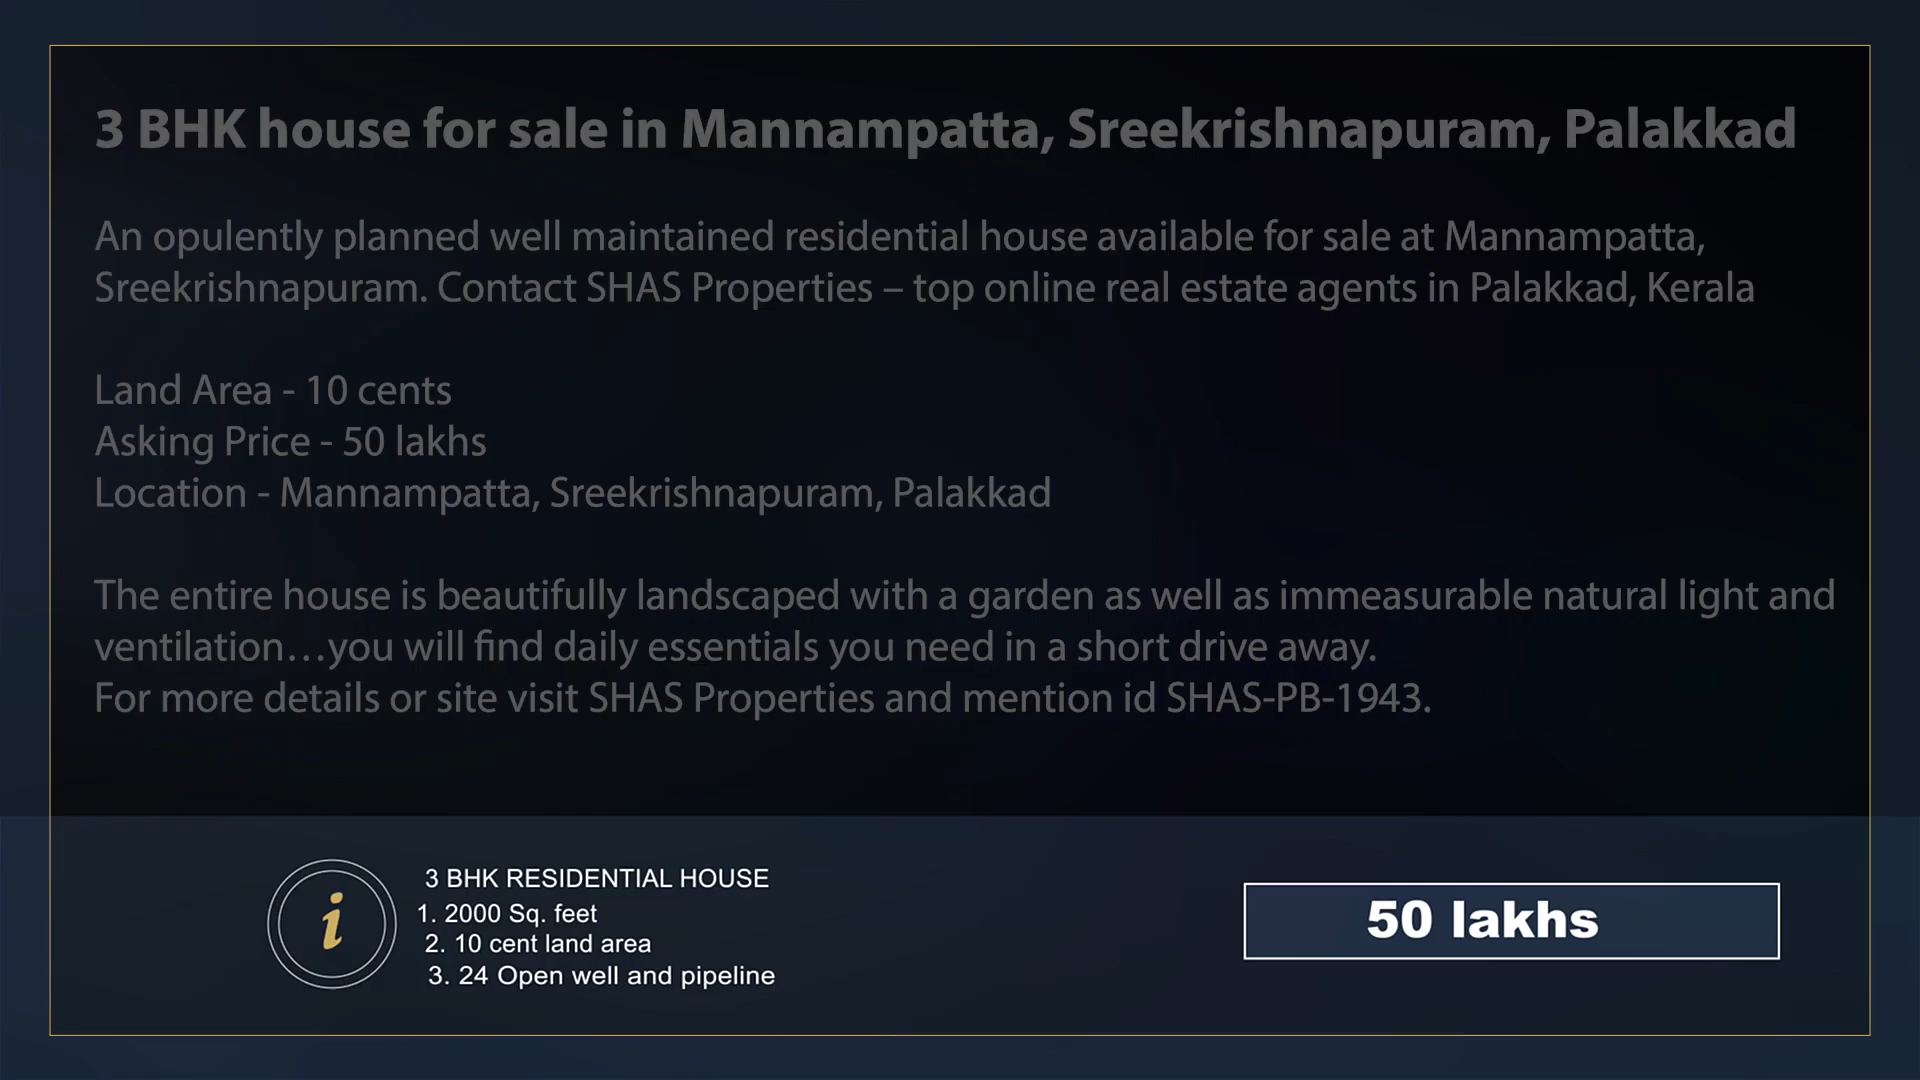 3 BHK house for sale in Mannampatta, Sreekrishnapuram, Palakkad
An opulently planned well maintained residential house available for sale at Mannampatta,
Sreekrishnapuram. Contact SHAS Properties – top online real estate agents in Palakkad, Kerala
Land Area - 10 cents
Asking Price - 50 lakhs
Location - Mannampatta, Sreekrishnapuram, Palakkad
The entire house is beautifully landscaped with a garden as well as immeasurable natural light and
ventilation…you will find daily essentials you need in a short drive away.
For more details or site visit SHAS Properties and mention id SHAS-PB-1943.
i
3 BHK RESIDENTIAL HOUSE
1. 2000 Sq. feet
2. 10 cent land area
3. 24 Open well and pipeline
50 lakhs